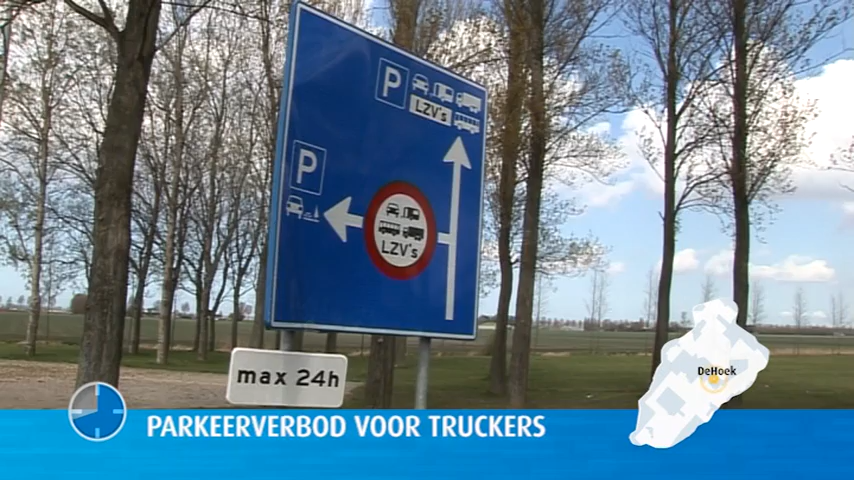 P
LZV's
P
LZV's
max 24h
DeHoek
PARKEERVERBOD VOOR TRUCKERS